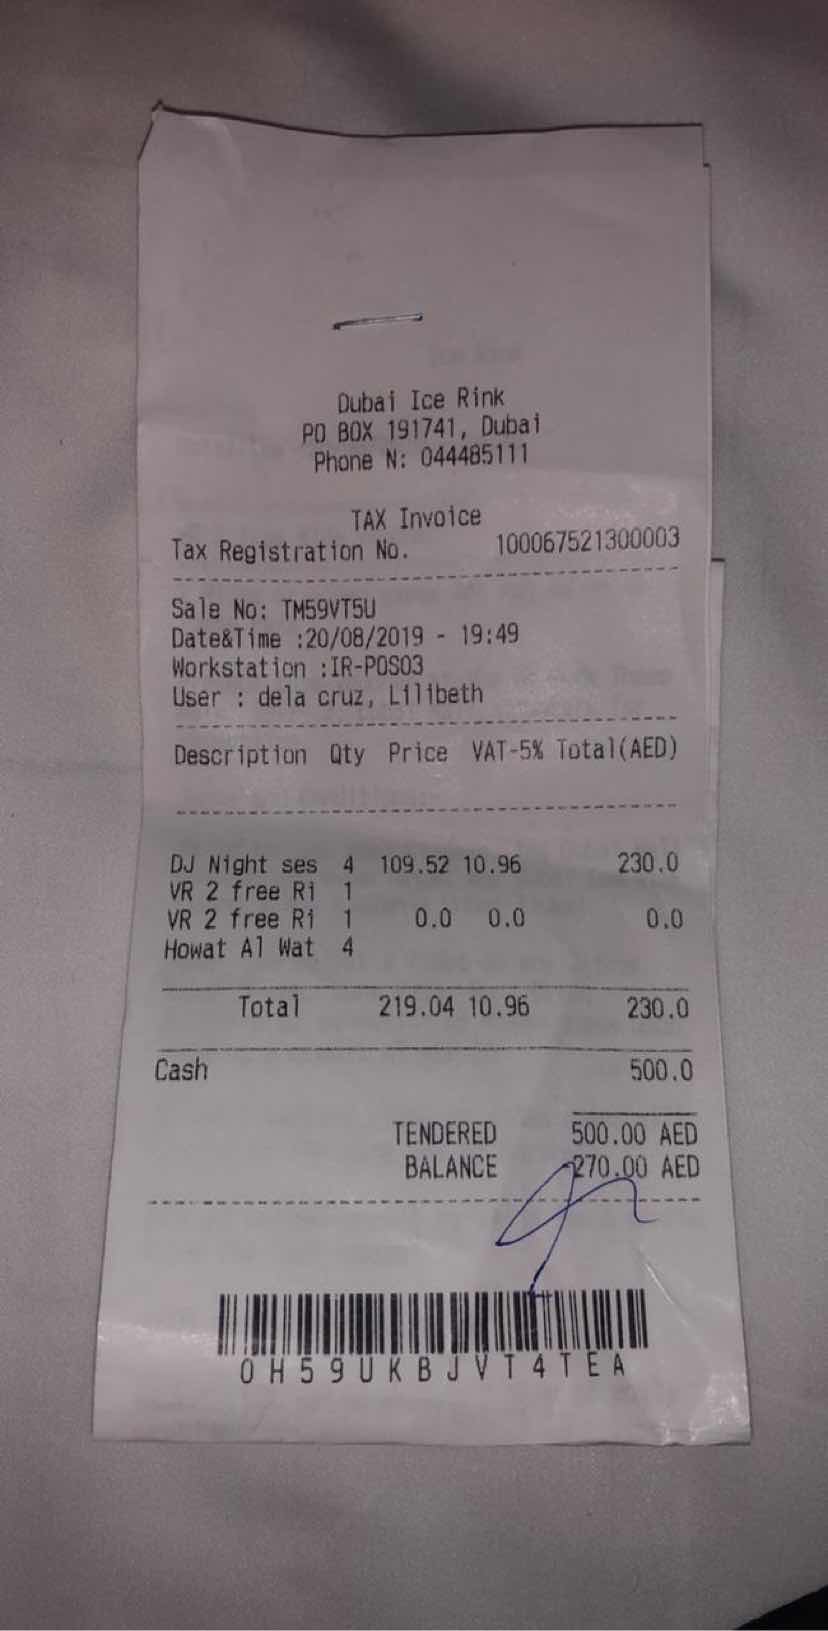 Dubai Ice Rink
PO BOX 191741, Dubai
Phone N: 044485111
TAX Invoice
Tax Registration No. 100067521300003
Sale No: TM59VT5U
Date&Time :20/08/2019 - 19:49
Workstation :IR-POS03
User : dela cruz, Lilibeth
Description Qty Price VAT-5% Total(AED)
DJ Night ses 4 109.52 10.96 230.0
VR 2 free Ri 1
VR 2 free Ri 1 0.0 0.0 0.0
Howat Al Wat 4
Total 219.04 10.96 230.0
Cash 500.0
TENDERED 500.00 AED
BALANCE -270.00 AED
0H59UKBJVT4TEA